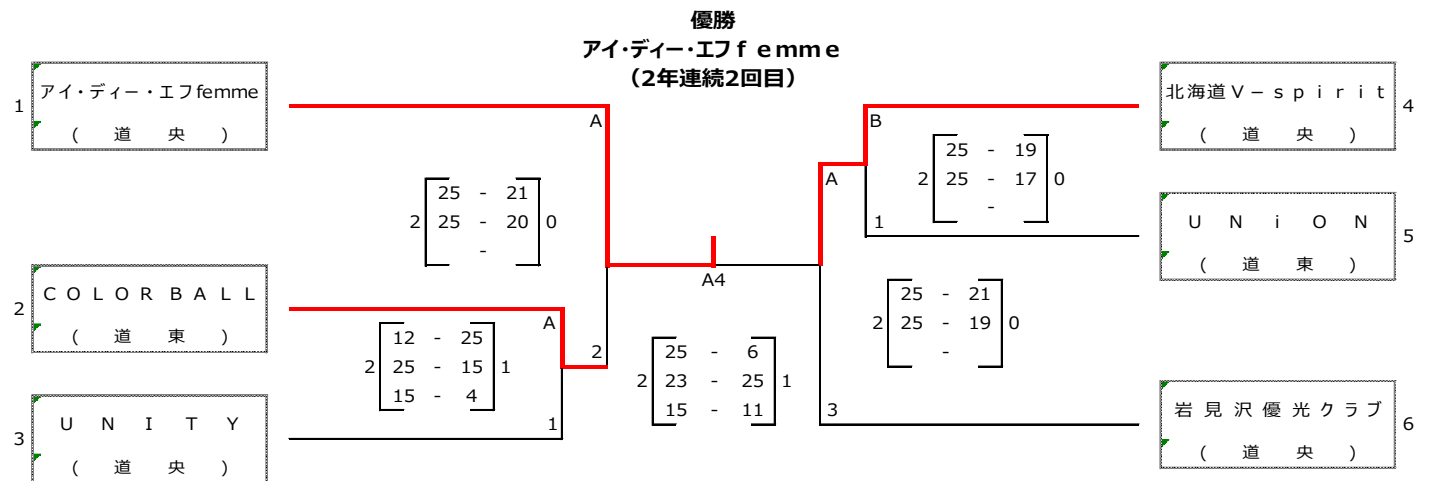 優勝
アイ・ディー・エフｆｅｍｍｅ
（2年連続2回目）
1
アイ・ディー・エフfemme
（ 道 央 ）
A
25 - 21
2 25 - 20 0
-
2
ＣＯＬＯＲＢＡＬＬ
（ 道 東 ）
A
12 - 25
2 25 - 15 1
15 - 4
2
3
Ｕ Ｎ Ｉ Ｔ Ｙ
（ 道 央 ）
1
A4
25 - 6
2 23 - 25 1
15 - 11
北海道Ｖ－ｓｐｉｒｉｔ
（ 道 央 ）
4
B
25 - 19
2 25 - 17 0
-
A
1
Ｕ Ｎ ｉ Ｏ Ｎ
（ 道 東 ）
5
25 - 21
2 25 - 19 0
-
3
岩見沢優光クラブ
（ 道 央 ）
6